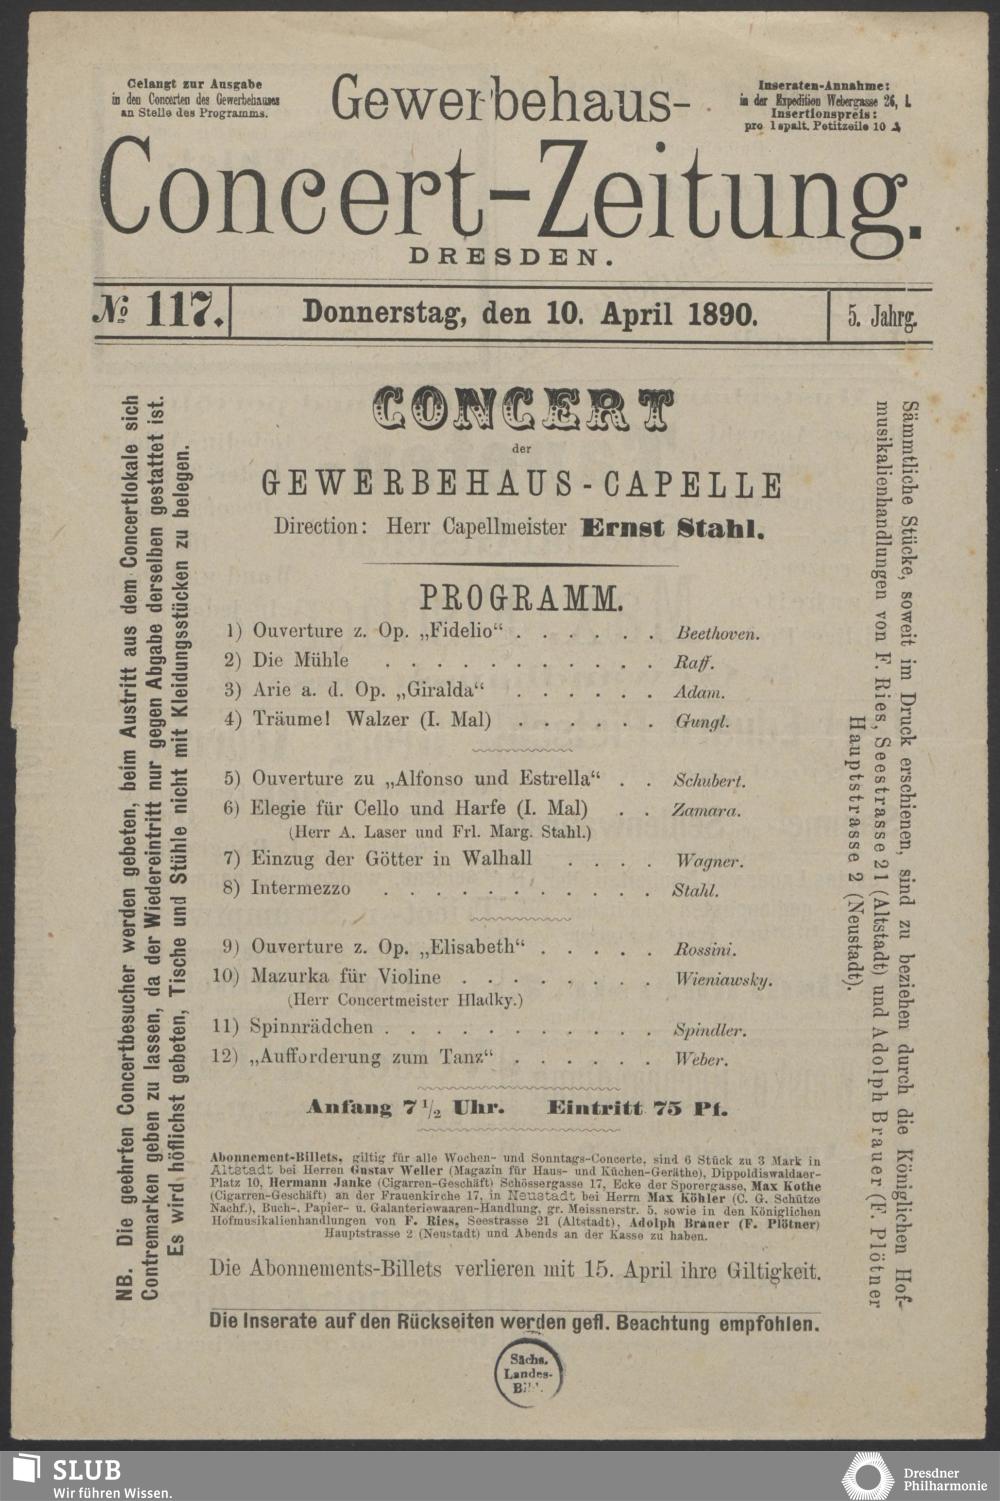 Gelangt zur Ausgabe
in den Concerten des Gewerbehauses
an Stelle des Programms.
Gewerbehaus-
Inseraten-Annahme:
in der Expedition Webergasse 26, I.
Insertionspreis:
pro 1spalt. Petitzeile 10 ₰
Concert-Zeitung.
DRESDEN.
№ 117.
Donnerstag, den 10. April 1890.
5. Jahrg.
NB. Die geehrten Concertbesucher werden gebeten, beim Austritt aus dem Concertlokale sich
Contremarken geben zu lassen, da der Wiedereintritt nur gegen Abgabe derselben gestattet ist.
Es wird höflichst gebeten, Tische und Stühle nicht mit Kleidungsstücken zu belegen.
CONCERT
der
GEWERBEHAUS-CAPELLE
Direction: Herr Capellmeister Ernst Stahl.
PROGRAMM.
1) Ouverture z. Op. „Fidelio“ . . . . . . Beethoven.
2) Die Mühle . . . . . . . . . . . Raff.
3) Arie a. d. Op. „Giralda“ . . . . . . Adam.
4) Träume! Walzer (I. Mal) . . . . . . Gungl.
5) Ouverture zu „Alfonso und Estrella“ . . Schubert.
6) Elegie für Cello und Harfe (I. Mal) . . Zamara.
(Herr A. Laser und Frl. Marg. Stahl.)
7) Einzug der Götter in Walhall . . . . Wagner.
8) Intermezzo . . . . . . . . . . . Stahl.
9) Ouverture z. Op. „Elisabeth“ . . . . . Rossini.
10) Mazurka für Violine . . . . . . . . Wieniawsky.
(Herr Concertmeister Hladky.)
11) Spinnrädchen . . . . . . . . . . . Spindler.
12) „Aufforderung zum Tanz“ . . . . . . Weber.
Anfang 7 1/2 Uhr. Eintritt 75 Pf.
Abonnement-Billets, giltig für alle Wochen- und Sonntags-Concerte, sind 6 Stück zu 3 Mark in
Altstadt bei Herren Gustav Weller (Magazin für Haus- und Küchen-Geräthe), Dippoldiswaldaer-
Platz 10, Hermann Janke (Cigarren-Geschäft) Schössergasse 17, Ecke der Sporergasse, Max Kothe
(Cigarren-Geschäft) an der Frauenkirche 17, in Neustadt bei Herrn Max Köhler (C. G. Schütze
Nachf.), Buch-, Papier- u. Galanteriewaaren-Handlung, gr. Meissnerstr. 5, sowie in den Königlichen
Hofmusikalienhandlungen von F. Ries, Seestrasse 21 (Altstadt), Adolph Brauer (F. Plötner)
Hauptstrasse 2 (Neustadt) und Abends an der Kasse zu haben.
Die Abonnements-Billets verlieren mit 15. April ihre Giltigkeit.
Die Inserate auf den Rückseiten werden gefl. Beachtung empfohlen.
Sämmtliche Stücke, soweit im Druck erschienen, sind zu beziehen durch die Königlichen Hof-
musikalienhandlungen von F. Ries, Seestrasse 21 (Altstadt) und Adolph Brauer (F. Plötner
Hauptstrasse 2 (Neustadt).
Sächs.
Landes-
SLUB
Wir führen Wissen.
Dresdner
Philharmonie